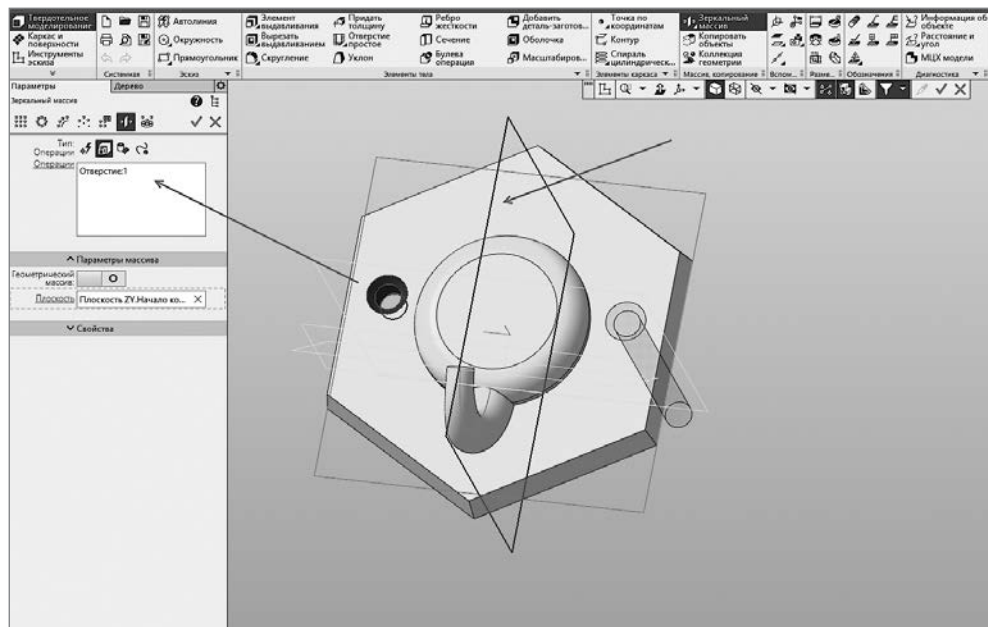 Твердотельное моделирование
Каркас и поверхности
Инструменты эскиза
Системная
Автолиния
Окружность
Прямоугольник
Эскиз
Элемент выдавливания
Вырезать выдавливанием
Скругление
Придать толщину
Отверстие простое
Уклон
Ребро жесткости
Сечение
Булева операция
Добавить деталь-заготов...
Оболочка
Масштабиров...
Элементы тела
Точка по координатам
Контур
Спираль цилиндрическ...
Элементы каркаса
Зеркальный массив
Копировать объекты
Коллекция геометрии
Массив, копирование
Вспом...
Разме...
Обозначения
Информация об объекте
Расстояние и угол
МЦХ модели
Диагностика
Параметры
Дерево
Зеркальный массив
Тип:
Операции
Операции
Отверстие:1
Параметры массива
Геометрический массив:
Плоскость
Плоскость ZY.Начало ко...
Свойства